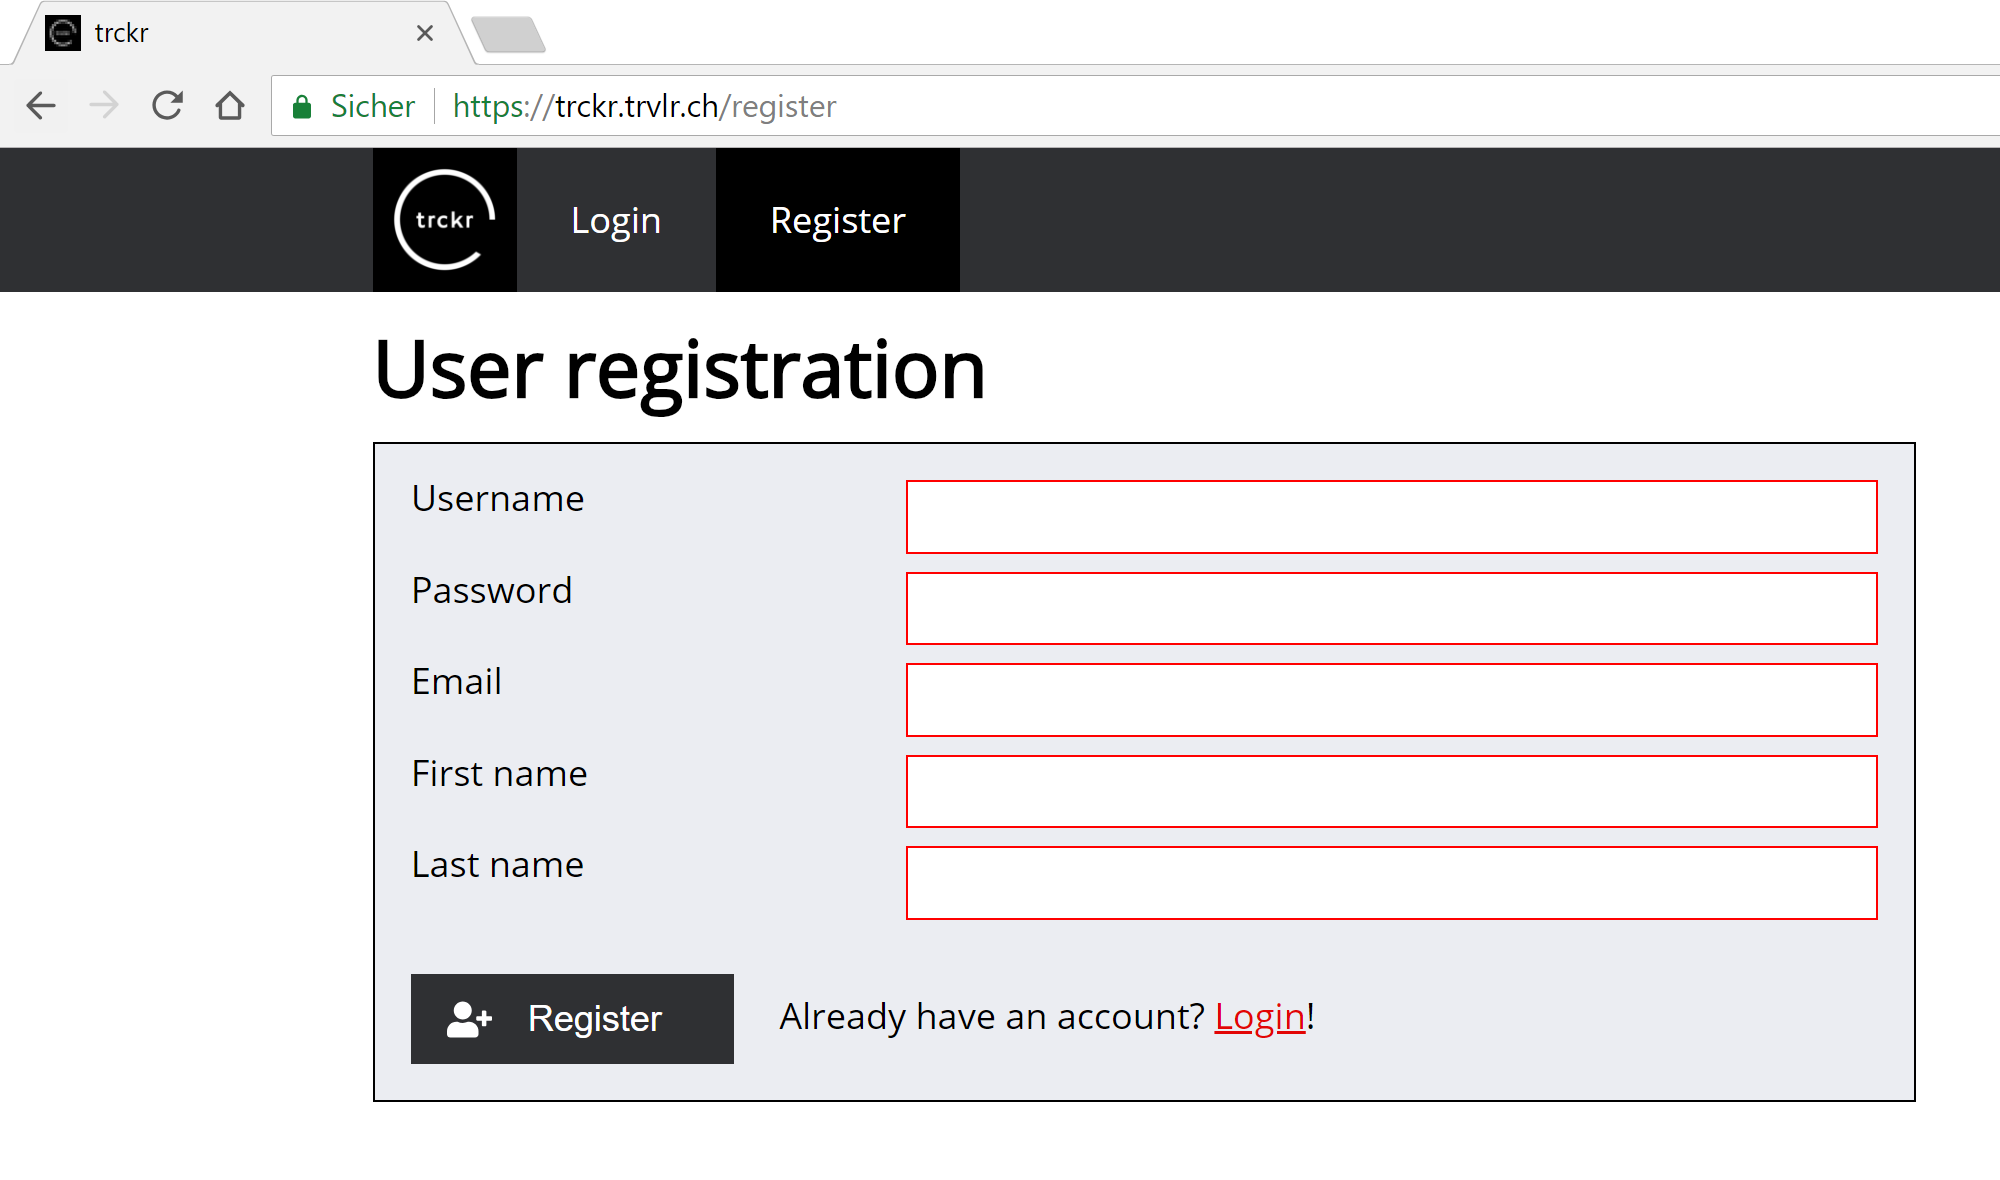 trckr
Sicher https://trckr.trvlr.ch/register
trckr Login Register
User registration
Username
Password
Email
First name
Last name
Register Already have an account? Login!